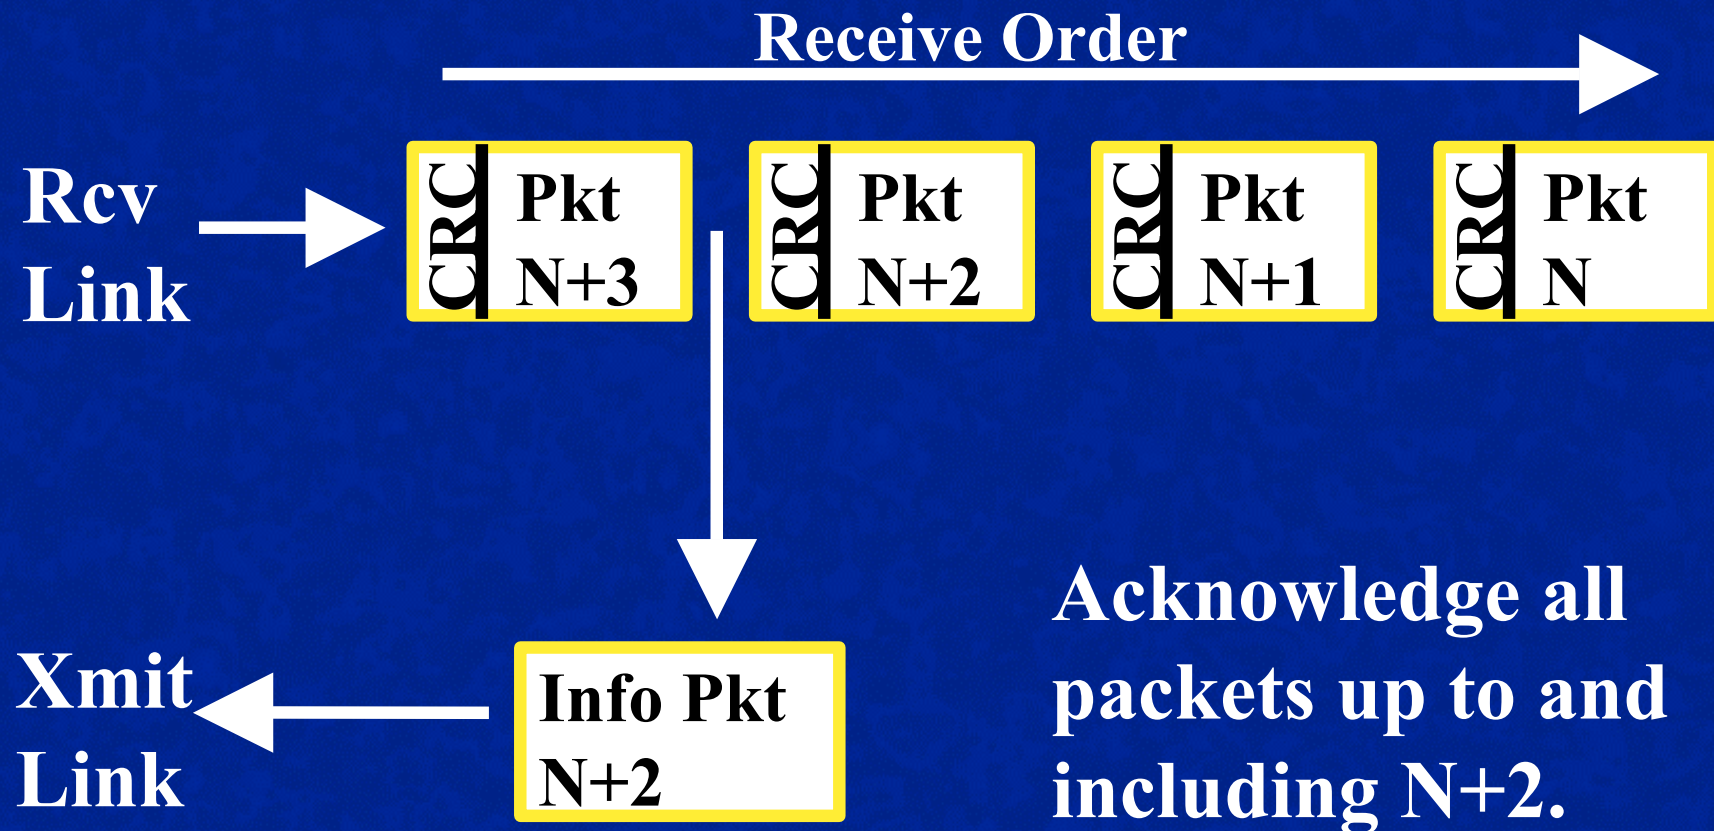 Receive Order
Rcv
Link
CRC
Pkt
N+3
CRC
Pkt
N+2
CRC
Pkt
N+1
CRC
Pkt
N
Xmit
Link
Info Pkt
N+2
Acknowledge all
packets up to and
including N+2.